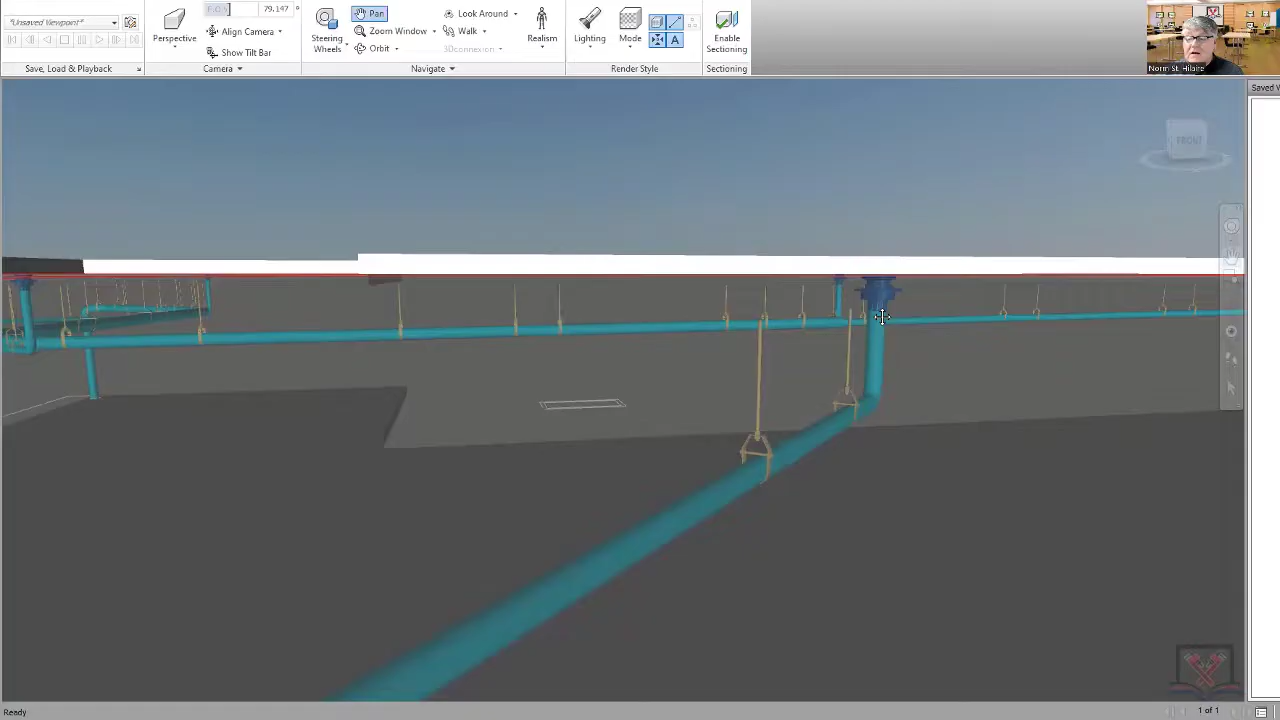 *Unsaved Viewpoint*
Save, Load & Playback
Perspective
79.147 °
Align Camera
Show Tilt Bar
Camera
Steering Wheels
Pan
Zoom Window
Orbit
Look Around
Walk
3Dconnexion
Navigate
Realism
Lighting
Mode
A
Render Style
Enable Sectioning
Sectioning
Norm St. Hilaire
Saved V
FRONT
Ready
1 of 1